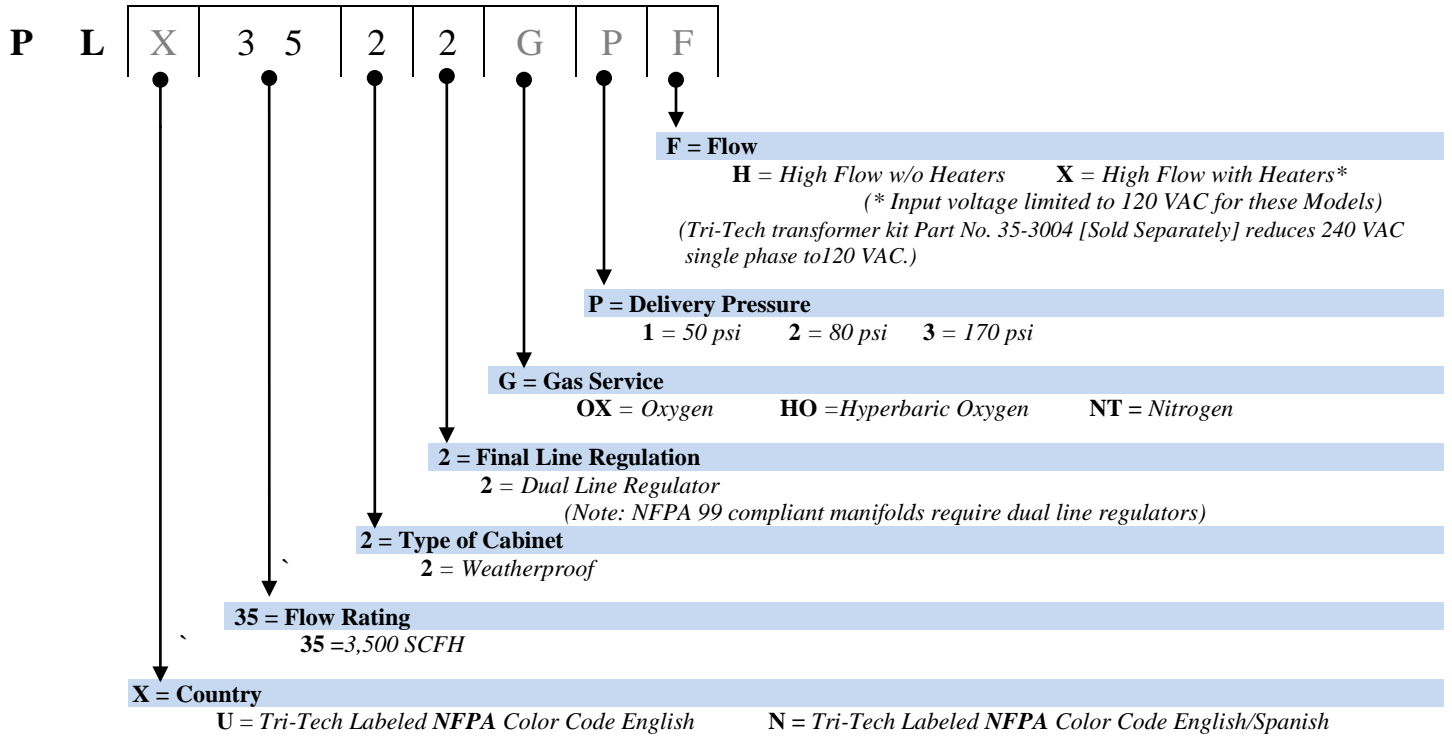 P L X 3 5 2 2 G P F
F = Flow
H = High Flow w/o Heaters X = High Flow with Heaters*
(* Input voltage limited to 120 VAC for these Models)
(Tri-Tech transformer kit Part No. 35-3004 [Sold Separately] reduces 240 VAC
single phase to120 VAC.)
P = Delivery Pressure
1 = 50 psi 2 = 80 psi 3 = 170 psi
G = Gas Service
OX = Oxygen HO =Hyperbaric Oxygen NT = Nitrogen
2 = Final Line Regulation
2 = Dual Line Regulator
(Note: NFPA 99 compliant manifolds require dual line regulators)
2 = Type of Cabinet
` 2 = Weatherproof
35 = Flow Rating
` 35 =3,500 SCFH
X = Country
U = Tri-Tech Labeled NFPA Color Code English N = Tri-Tech Labeled NFPA Color Code English/Spanish